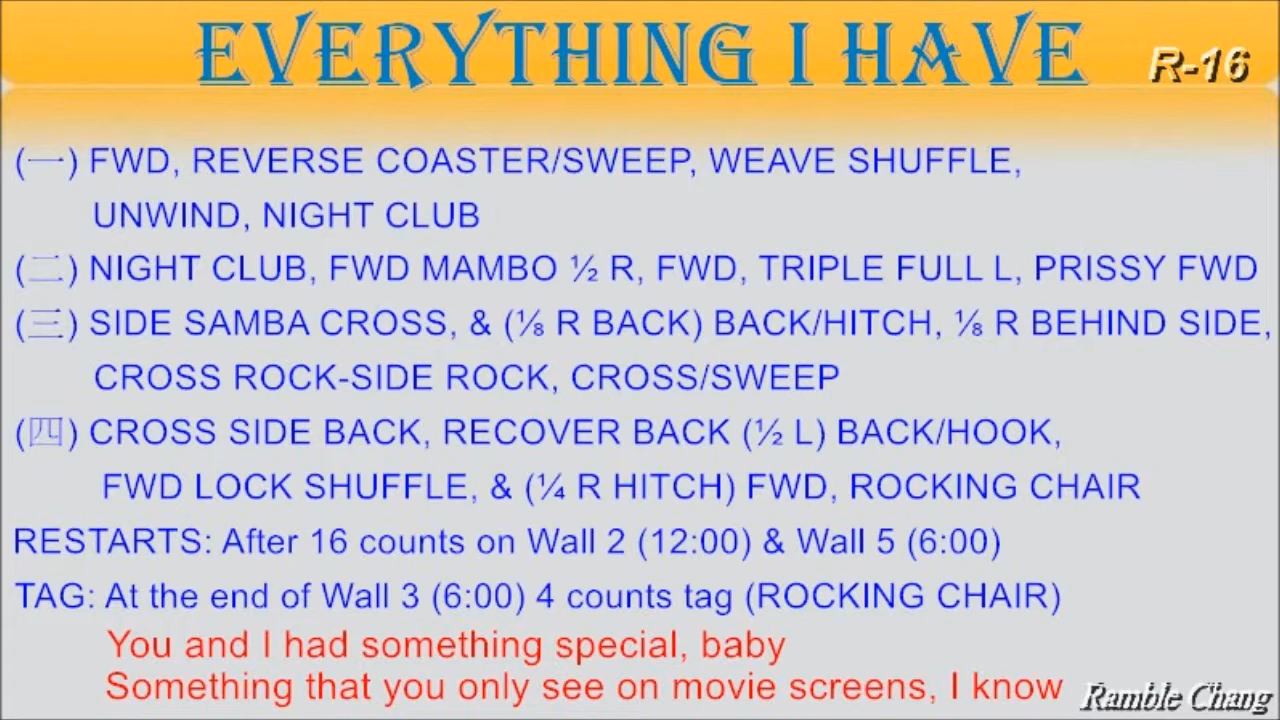 EVERYTHING I HAVE
R-16
(一) FWD, REVERSE COASTER/SWEEP, WEAVE SHUFFLE,
UNWIND, NIGHT CLUB
(二) NIGHT CLUB, FWD MAMBO ½ R, FWD, TRIPLE FULL L, PRISSY FWD
(三) SIDE SAMBA CROSS, & (⅛ R BACK) BACK/HITCH, ⅛ R BEHIND SIDE,
CROSS ROCK-SIDE ROCK, CROSS/SWEEP
(四) CROSS SIDE BACK, RECOVER BACK (½ L) BACK/HOOK,
FWD LOCK SHUFFLE, & (¼ R HITCH) FWD, ROCKING CHAIR
RESTARTS: After 16 counts on Wall 2 (12:00) & Wall 5 (6:00)
TAG: At the end of Wall 3 (6:00) 4 counts tag (ROCKING CHAIR)
You and I had something special, baby
Something that you only see on movie screens, I know
Ramble Chang